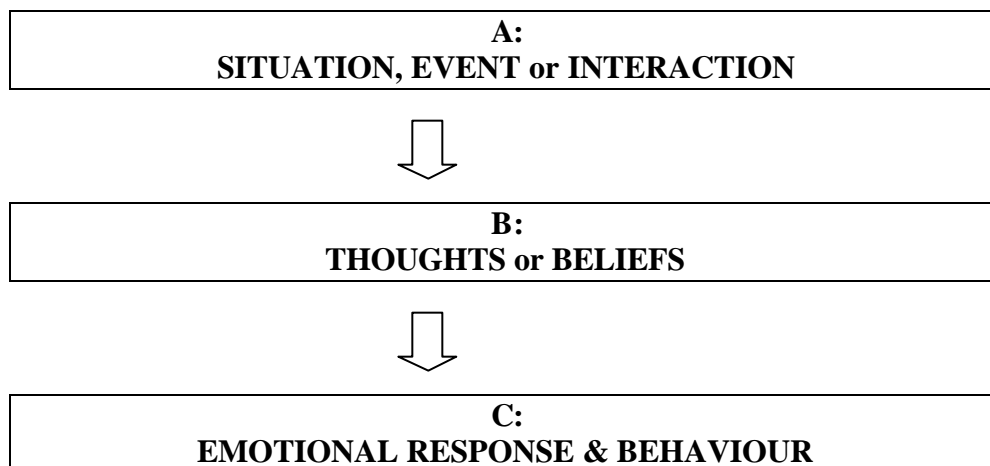 A:
SITUATION, EVENT or INTERACTION
B:
THOUGHTS or BELIEFS
C:
EMOTIONAL RESPONSE & BEHAVIOUR